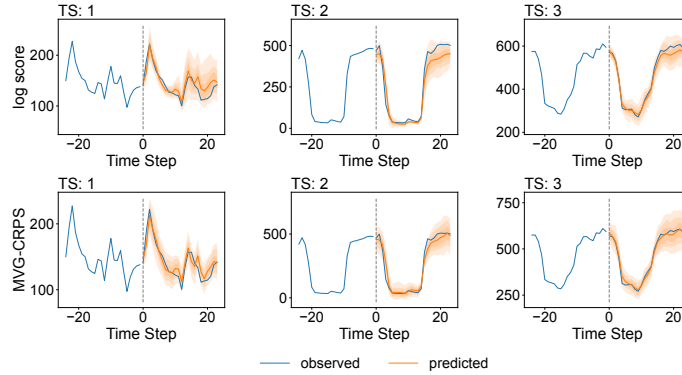 TS: 1
TS: 2
TS: 3
log score
200
100
500
250
0
600
400
200
−20
0
20
−20
0
20
−20
0
20
Time Step
Time Step
Time Step
TS: 1
TS: 2
TS: 3
MVG-CRPS
200
100
500
0
750
500
250
−20
0
20
−20
0
20
−20
0
20
Time Step
Time Step
Time Step
observed
predicted